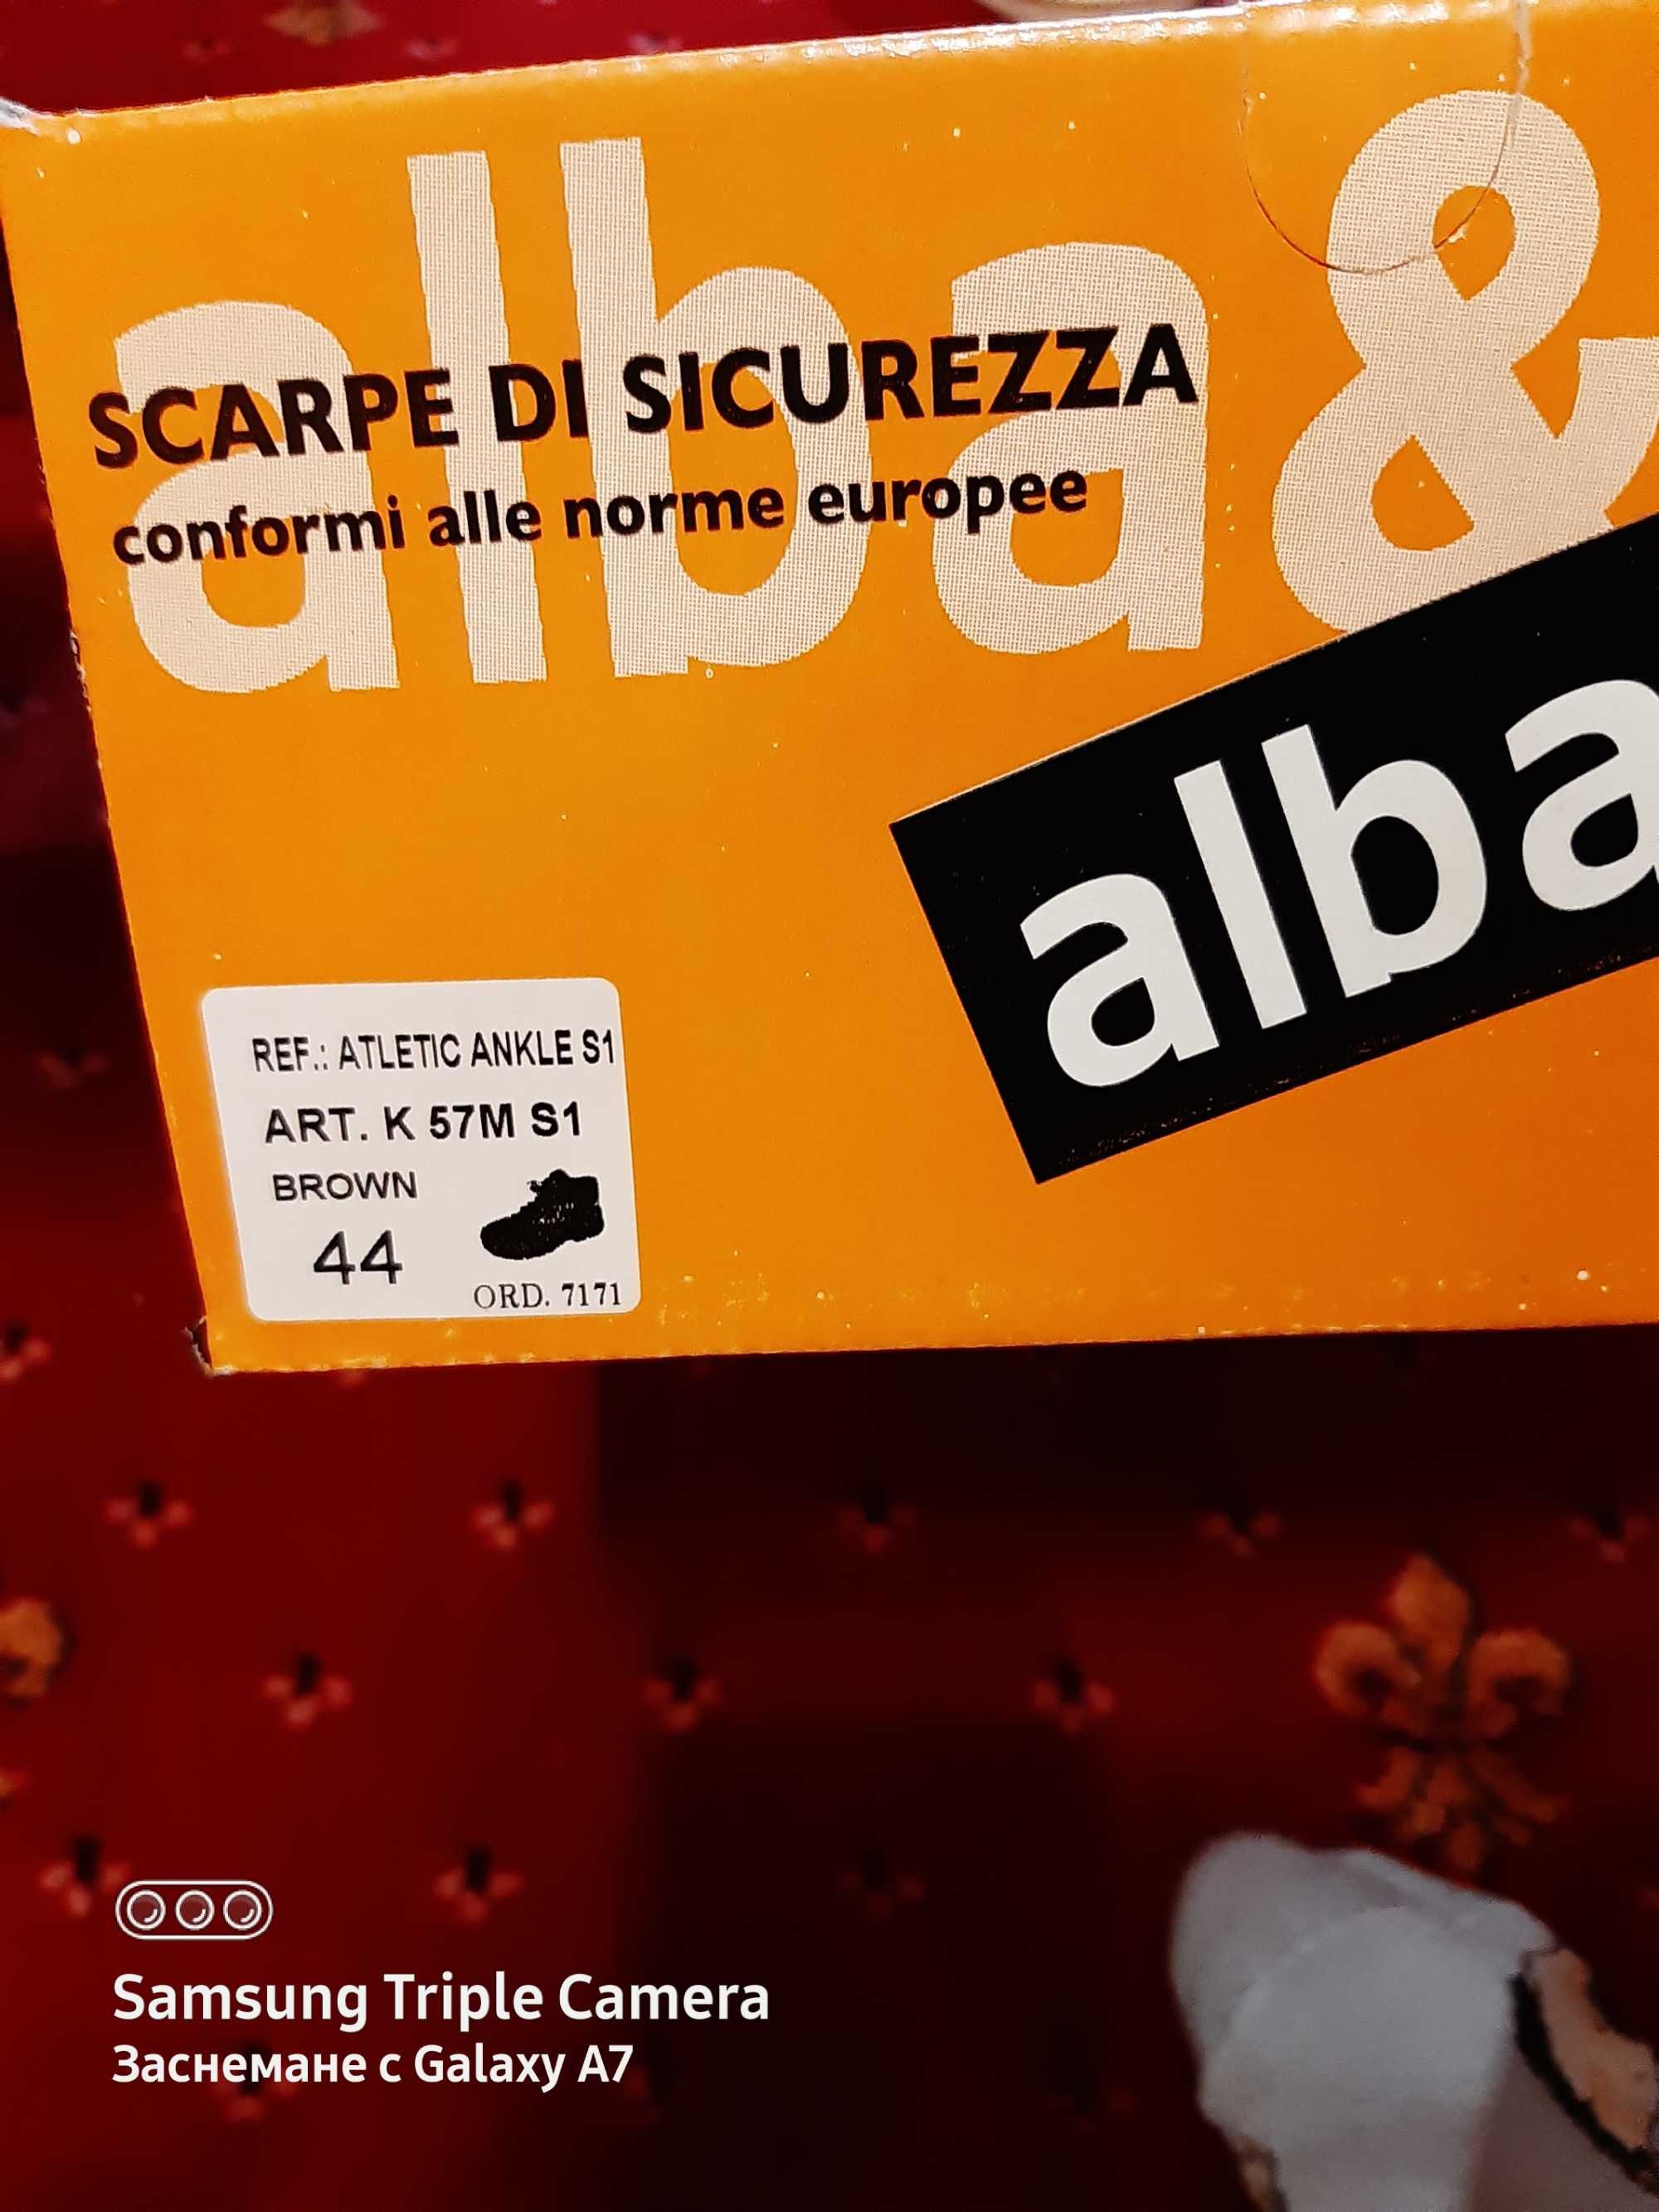 alba&
SCARPE DI SICUREZZA
conformi alle norme europee
alba
REF.: ATLETIC ANKLE S1
ART. K 57M S1
BROWN
44
ORD. 7171
Samsung Triple Camera
Заснемане с Galaxy A7